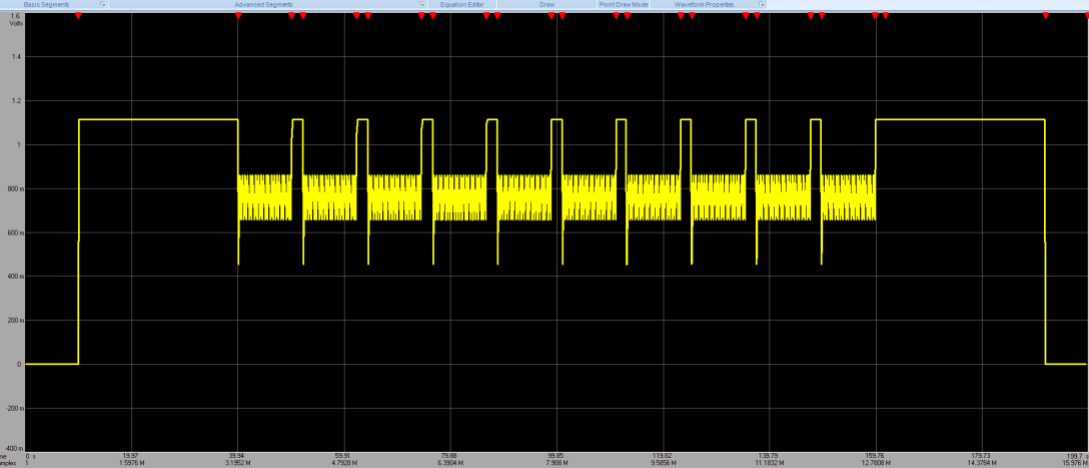 Basic Segments Advanced Segments Equation Editor Draw Point Draw Mode Waveform Properties
1.6
Volts
1.4
1.2
1
800 m
600 m
400 m
200 m
0
-200 m
-400 m
me 0 s 19.97 39.94 59.91 79.88 99.85 119.82 139.79 159.76 179.73 199.7
mples 1 1.5976 M 3.1952 M 4.7928 M 6.3904 M 7.988 M 9.5856 M 11.1832 M 12.7808 M 14.3784 M 15.976 M